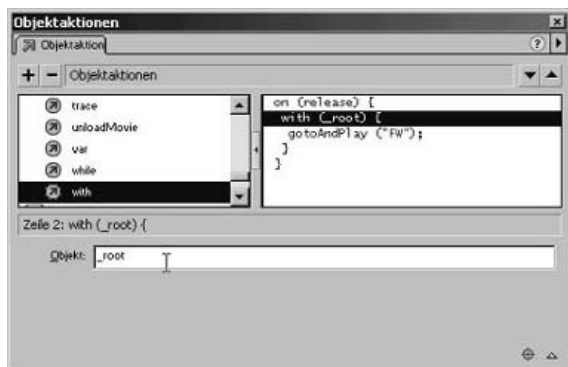 Objektaktionen
Objektaktion
+ - Objektaktionen
trace
unloadMovie
var
while
with
on (release) {
with (_root) {
gotoAndPlay ("FW");
}
}
Zeile 2: with (_root) {
Objekt: _root